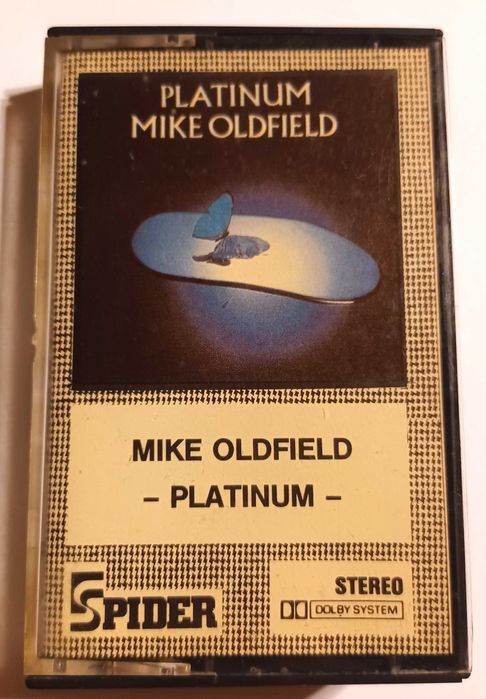 PLATINUM
MIKE OLDFIELD
MIKE OLDFIELD
– PLATINUM –
SPIDER
STEREO
DOLBY SYSTEM